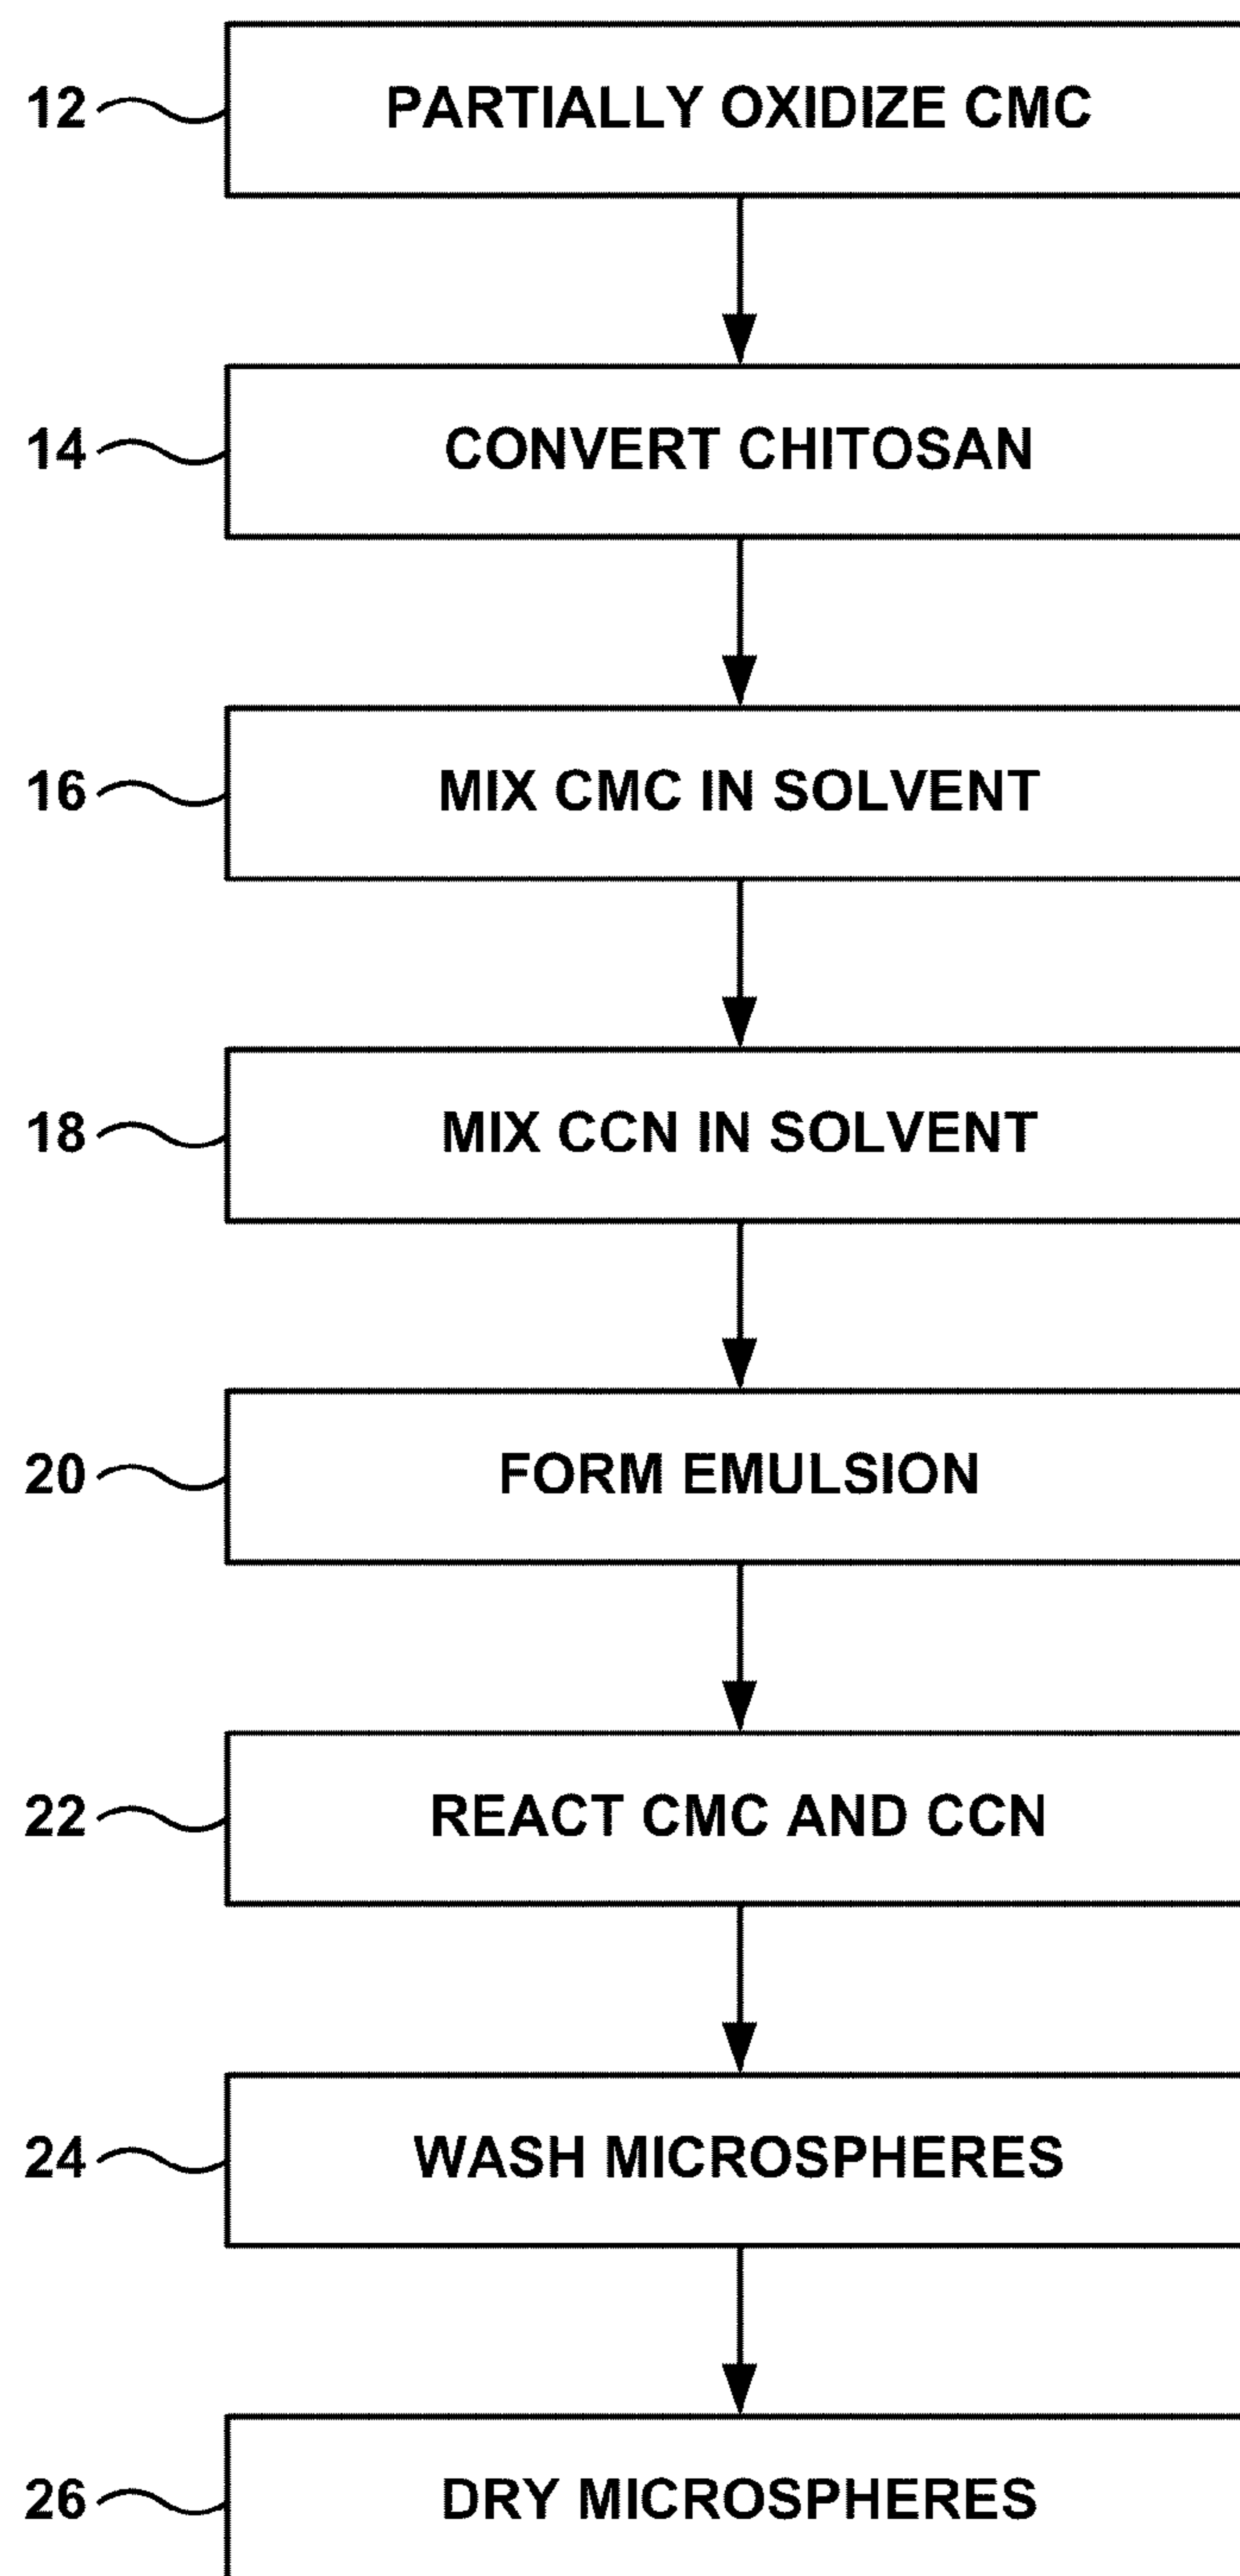 12 PARTIALLY OXIDIZE CMC
14 CONVERT CHITOSAN
16 MIX CMC IN SOLVENT
18 MIX CCN IN SOLVENT
20 FORM EMULSION
22 REACT CMC AND CCN
24 WASH MICROSPHERES
26 DRY MICROSPHERES